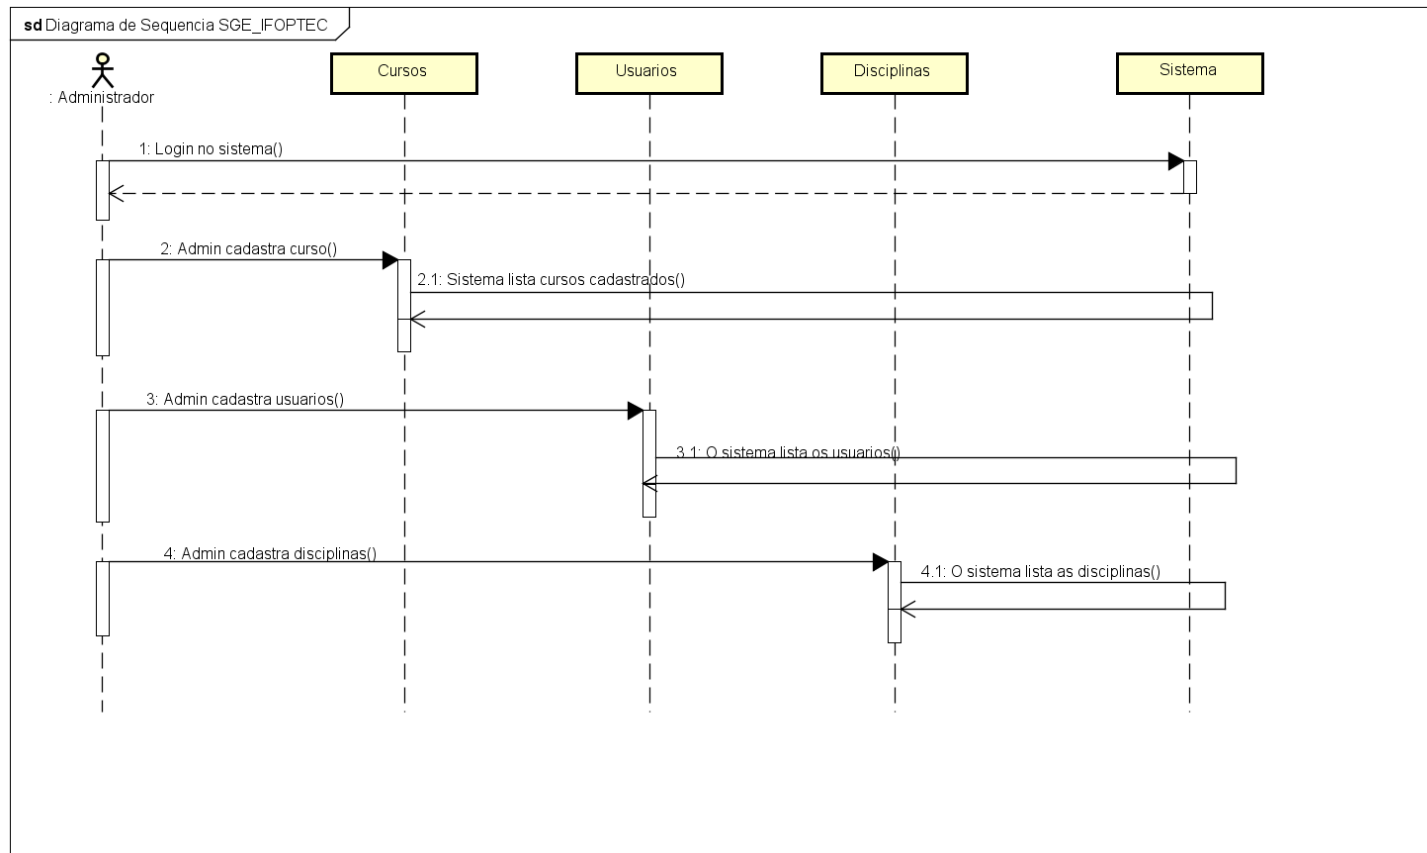 sd Diagrama de Sequencia SGE_IFOPTEC
: Administrador
Cursos
Usuarios
Disciplinas
Sistema
1: Login no sistema()
2: Admin cadastra curso()
2.1: Sistema lista cursos cadastrados()
3: Admin cadastra usuarios()
3.1: O sistema lista os usuarios()
4: Admin cadastra disciplinas()
4.1: O sistema lista as disciplinas()